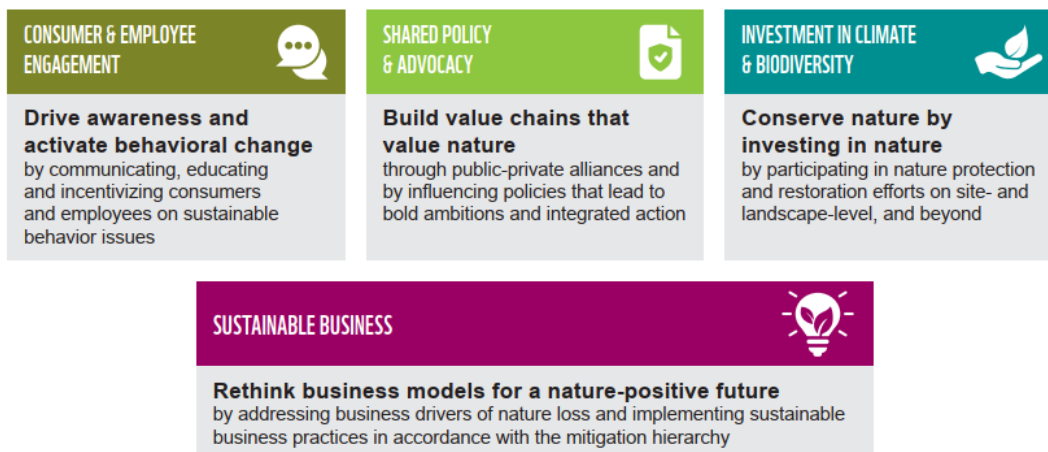 CONSUMER & EMPLOYEE
ENGAGEMENT
Drive awareness and
activate behavioral change
by communicating, educating
and incentivizing consumers
and employees on sustainable
behavior issues
SHARED POLICY
& ADVOCACY
Build value chains that
value nature
through public-private alliances and
by influencing policies that lead to
bold ambitions and integrated action
INVESTMENT IN CLIMATE
& BIODIVERSITY
Conserve nature by
investing in nature
by participating in nature protection
and restoration efforts on site- and
landscape-level, and beyond
SUSTAINABLE BUSINESS
Rethink business models for a nature-positive future
by addressing business drivers of nature loss and implementing sustainable
business practices in accordance with the mitigation hierarchy